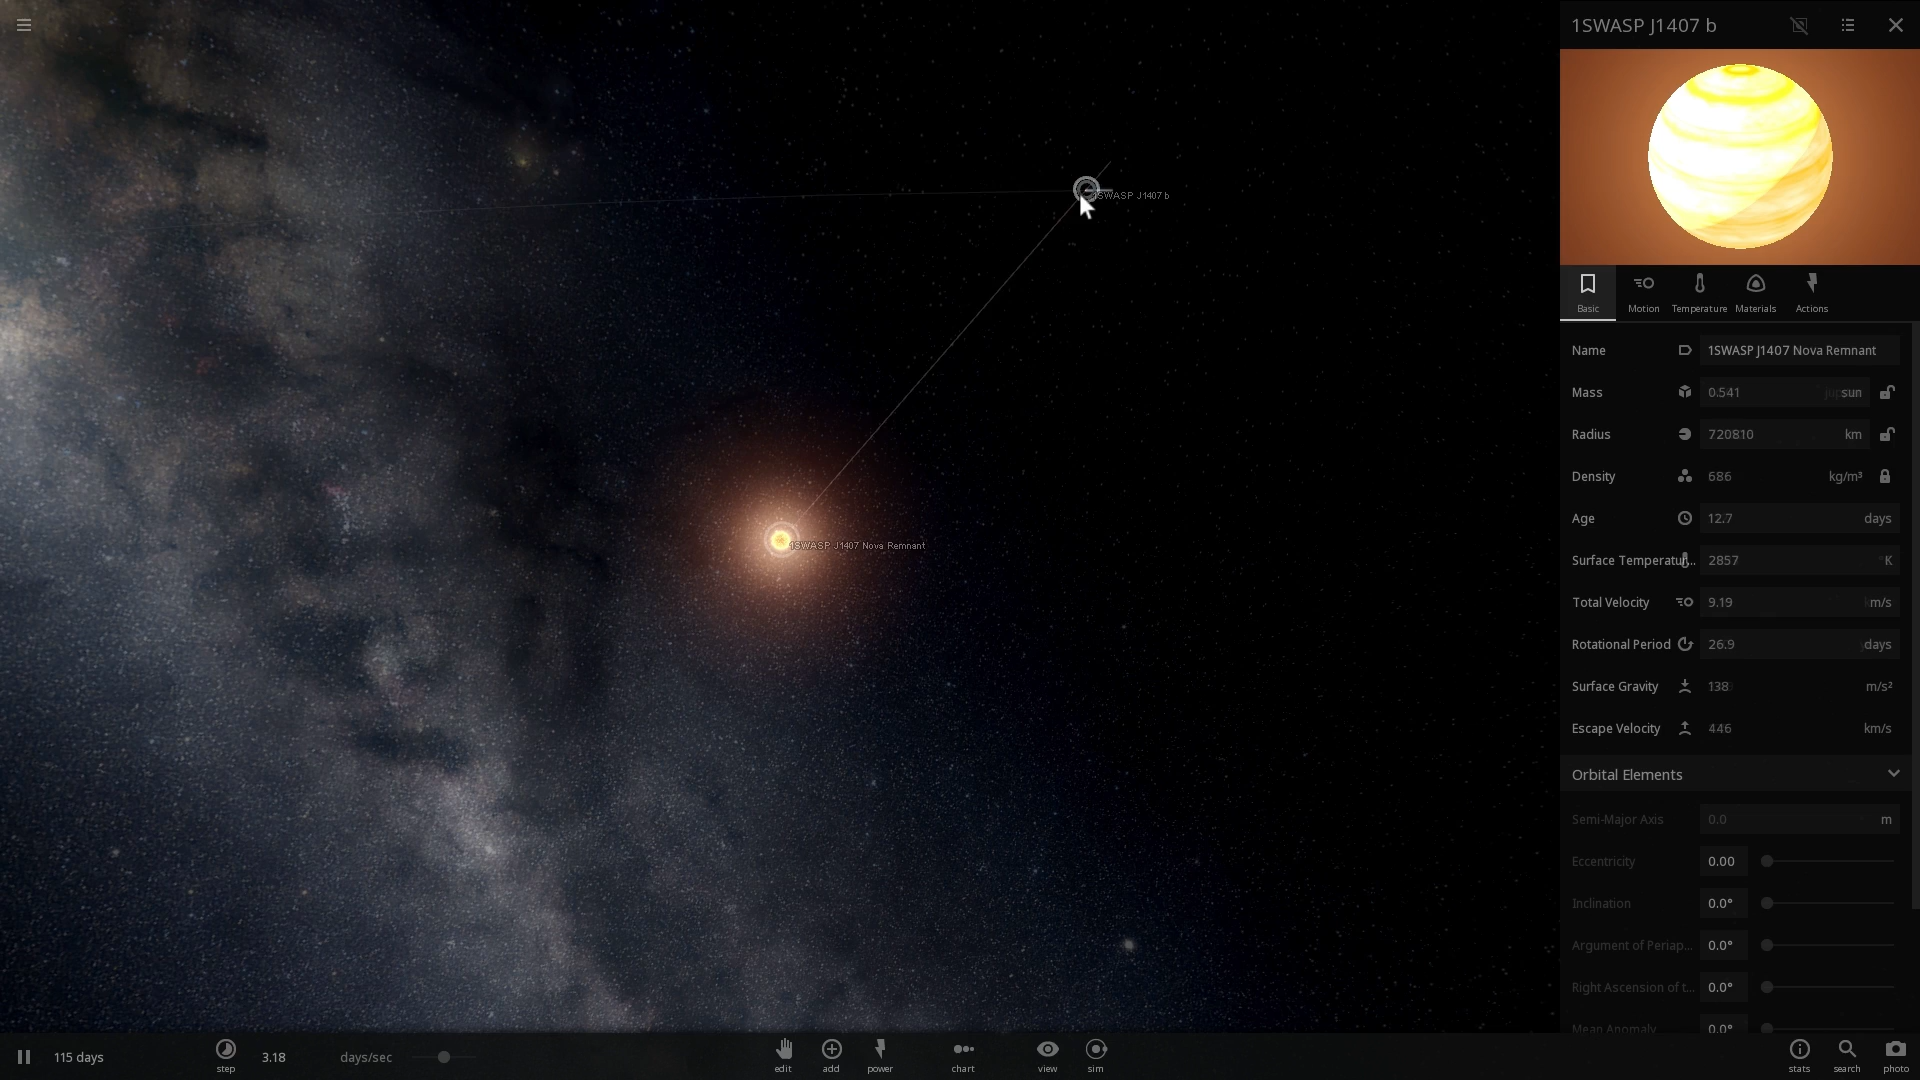 1SWASP J1407 b
1SWASP J1407 b
1SWASP J1407 Nova Remnant
Basic
Motion
Temperature
Materials
Actions
Name 1SWASP J1407 Nova Remnant
Mass 0.541 sun
Radius 720810 km
Density 686 kg/m³
Age 12.7 days
Surface Temperatur... 2857 K
Total Velocity 9.19 m/s
Rotational Period 26.9 days
Surface Gravity 138 m/s²
Escape Velocity 446 km/s
Orbital Elements
Semi-Major Axis 0.0 m
Eccentricity 0.00
Inclination 0.0°
Argument of Periap... 0.0°
Right Ascension of t... 0.0°
Mean Anomaly 0.0°
115 days
step
3.18 days/sec
edit
add
power
chart
view
sim
stats
search
photo